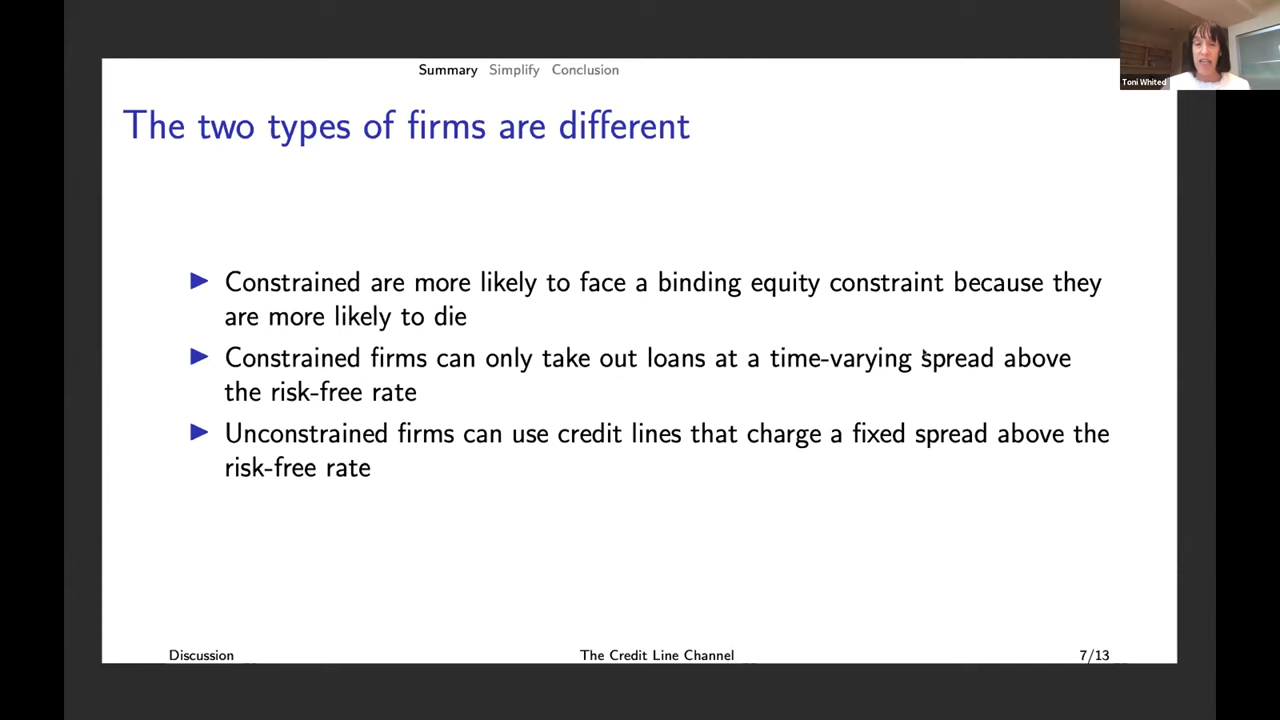 Toni Whited
Summary Simplify Conclusion
The two types of firms are different
Constrained are more likely to face a binding equity constraint because they
are more likely to die
Constrained firms can only take out loans at a time-varying spread above
the risk-free rate
Unconstrained firms can use credit lines that charge a fixed spread above the
risk-free rate
Discussion The Credit Line Channel 7/13